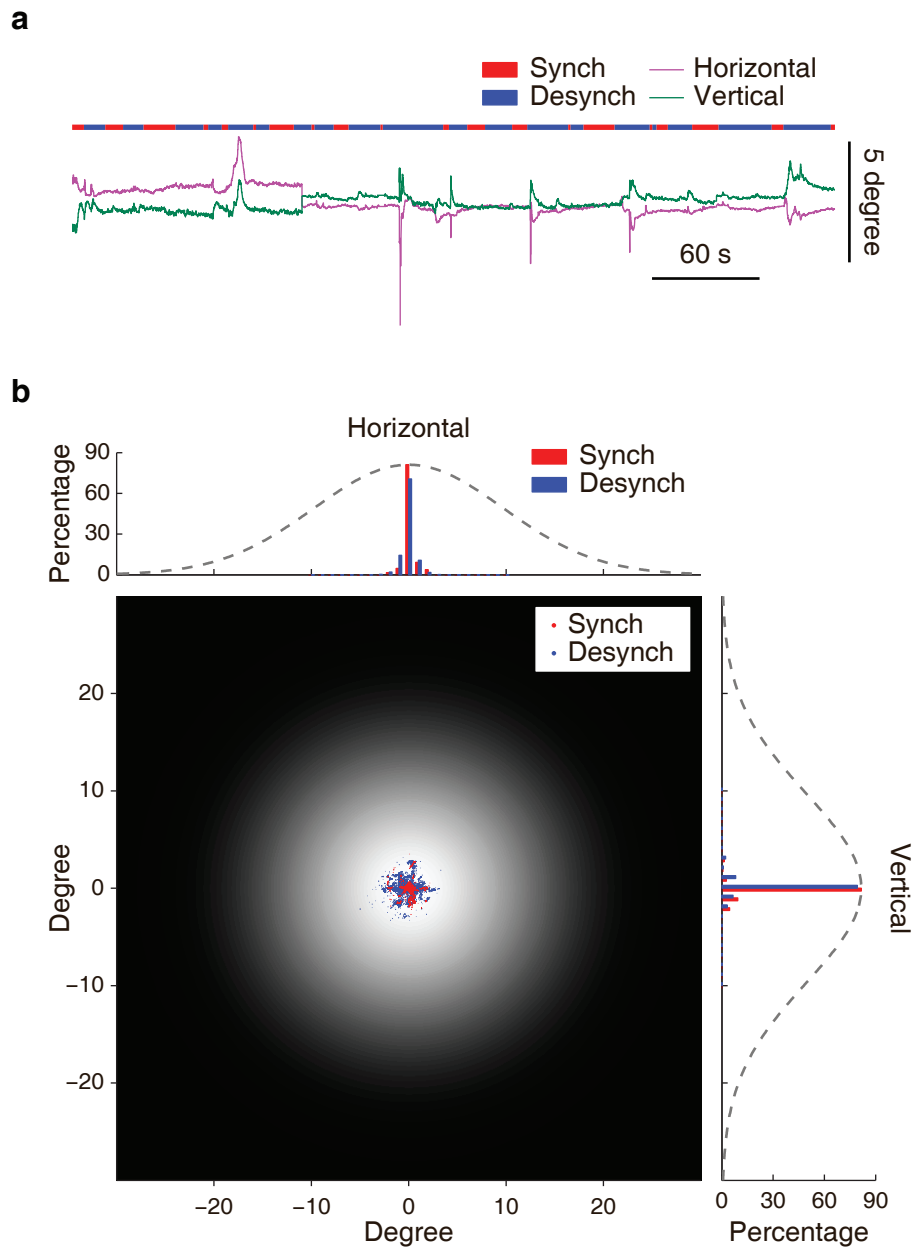 a
Synch
Horizontal
Desynch
Vertical
5 degree
60 s
b
Horizontal
Synch
Desynch
Percentage
90
60
30
0
Synch
Desynch
Degree
20
10
0
−10
−20
−20
−10
0
10
20
Degree
Vertical
0
30
60
90
Percentage